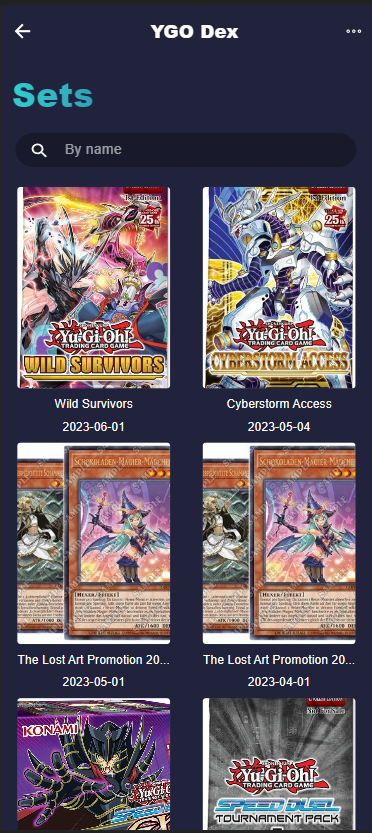 YGO Dex
Sets
By name
1st Edition
25th
Yu-Gi-Oh!
TRADING CARD GAME
WILD SURVIVORS
Wild Survivors
2023-06-01
1st Edition
25th
Yu-Gi-Oh!
TRADING CARD GAME
CYBERSTORM ACCESS
Cyberstorm Access
2023-05-04
SCHOKOLADEN-MAGIER-MÄDCHEN
[HEXER/EFFEKT]
The Lost Art Promotion 20...
2023-05-01
SCHOKOLADEN-MAGIER-MÄDCHEN
[HEXER/EFFEKT]
The Lost Art Promotion 20...
2023-04-01
KONAMI
Not For Sale
Yu-Gi-Oh!
TRADING CARD GAME
SPEED DUEL
TOURNAMENT PACK